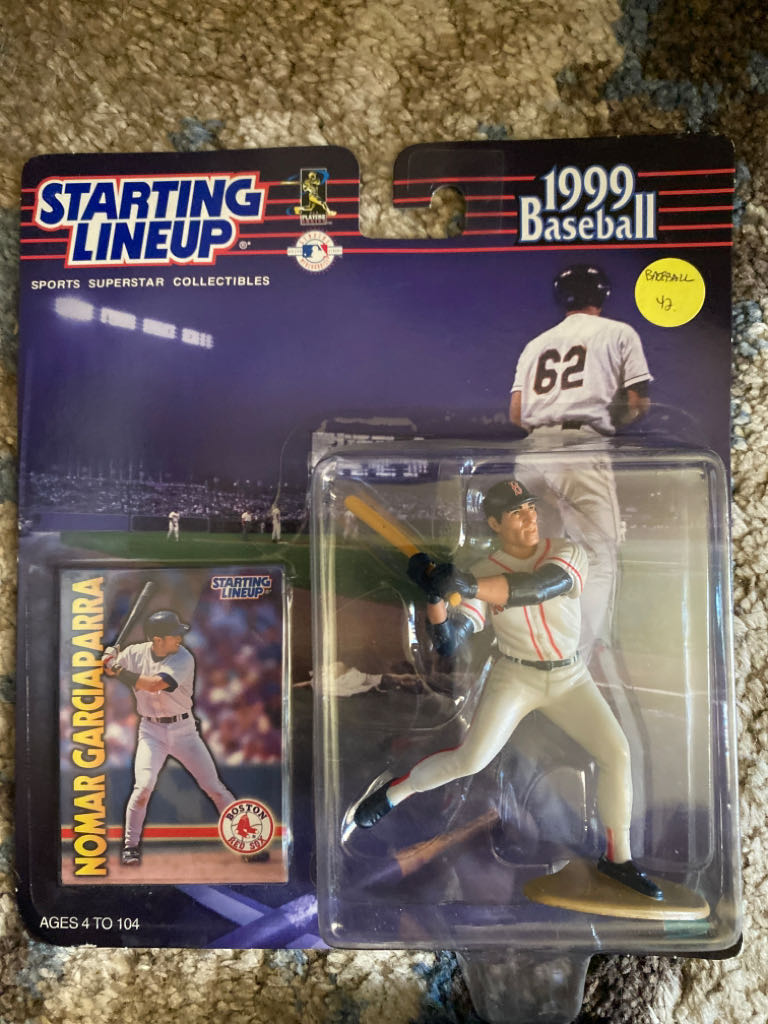 STARTING
LINEUP®.
SPORTS SUPERSTAR COLLECTIBLES
1999
Baseball
BASEBALL
42.
62
B
STARTING
LINEUP
NOMAR GARCIAPARRA
BOSTON
RED SOX
AGES 4 TO 104